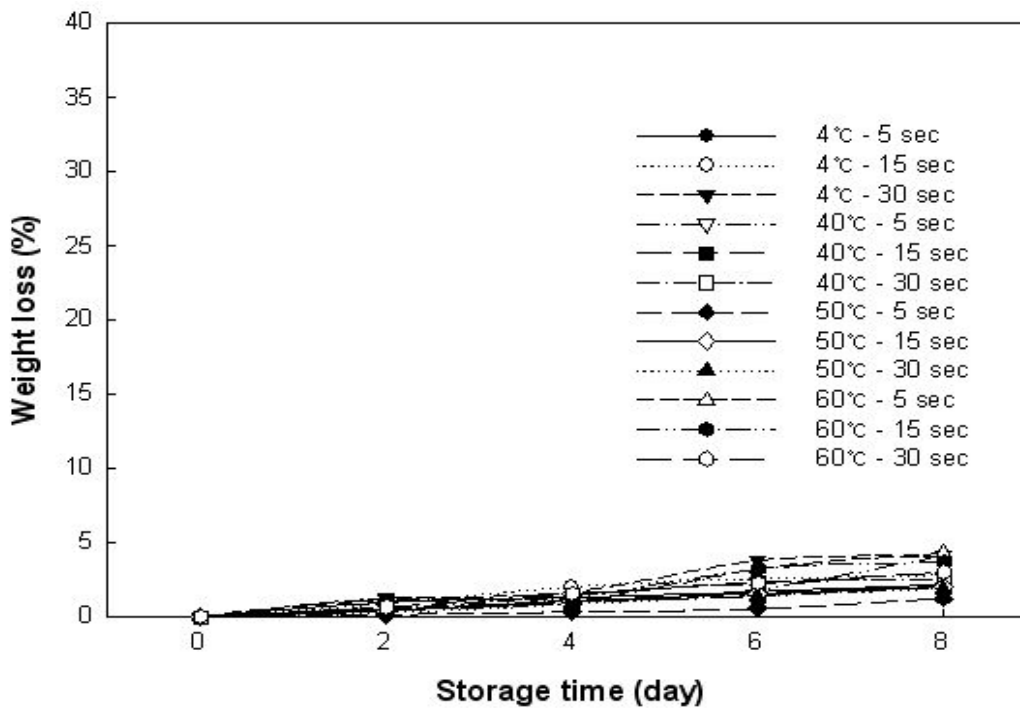 40
35
30
25
20
15
10
5
0
Weight loss (%)
4℃ - 5 sec
4℃ - 15 sec
4℃ - 30 sec
40℃ - 5 sec
40℃ - 15 sec
40℃ - 30 sec
50℃ - 5 sec
50℃ - 15 sec
50℃ - 30 sec
60℃ - 5 sec
60℃ - 15 sec
60℃ - 30 sec
0 2 4 6 8
Storage time (day)